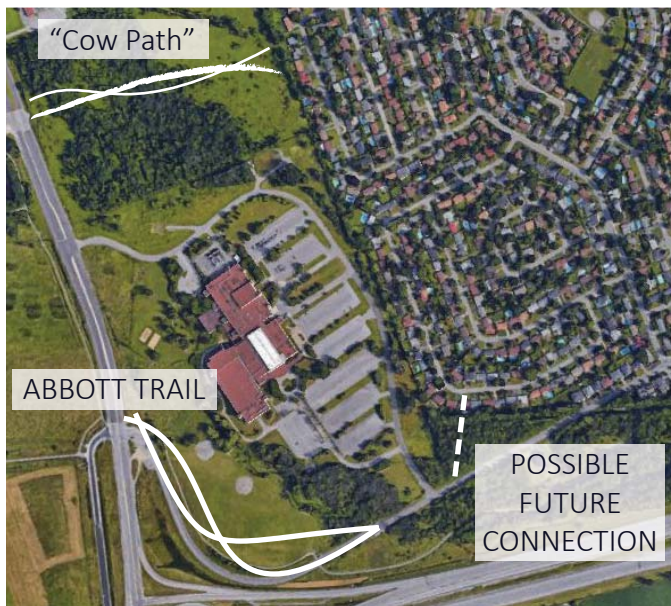 “Cow Path”
ABBOTT TRAIL
POSSIBLE
FUTURE
CONNECTION